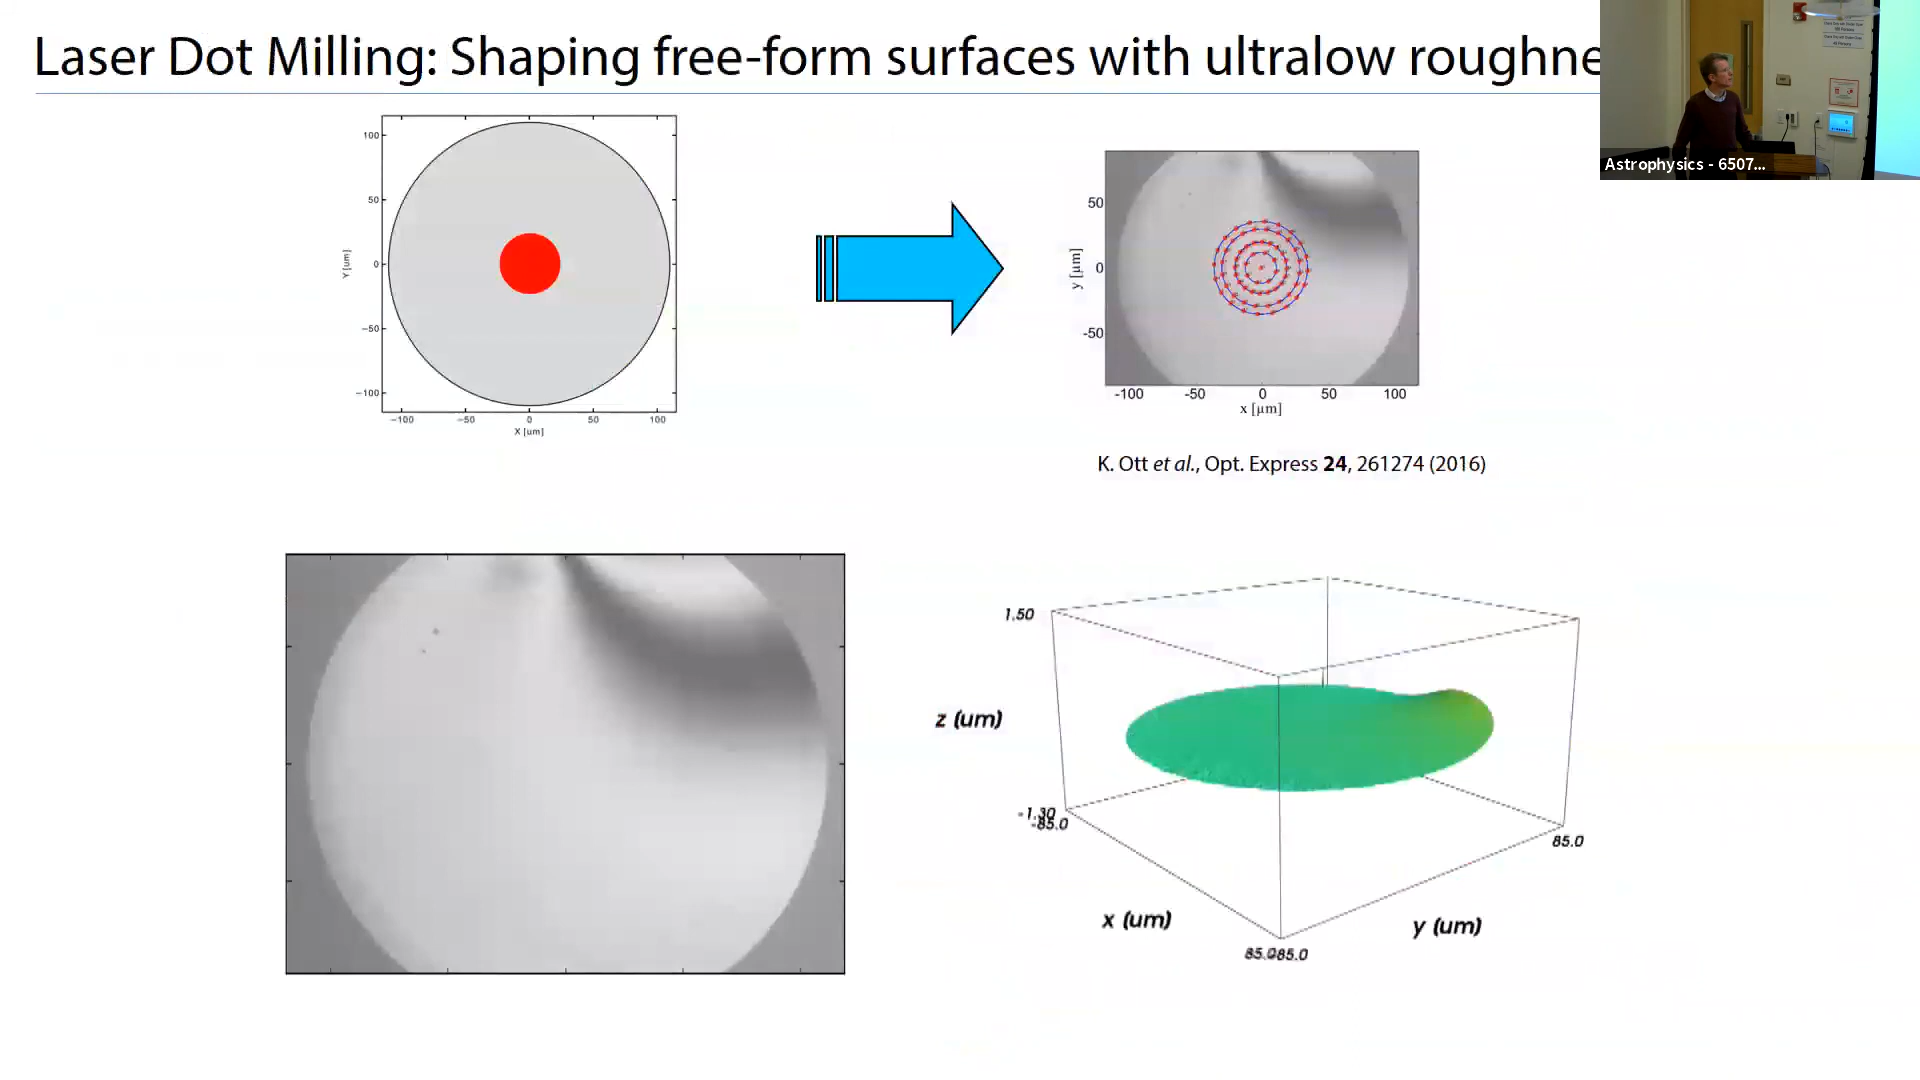 Laser Dot Milling: Shaping free-form surfaces with ultralow roughne
Astrophysics - 6507...
100
50
0
−50
−100
Y [um]
−100 −50 0 50 100
X [um]
50
0
-50
y [µm]
-100 -50 0 50 100
x [µm]
K. Ott et al., Opt. Express 24, 261274 (2016)
1.50
z (um)
-1.30
-85.0
85.0
x (um)
y (um)
85.0
85.0